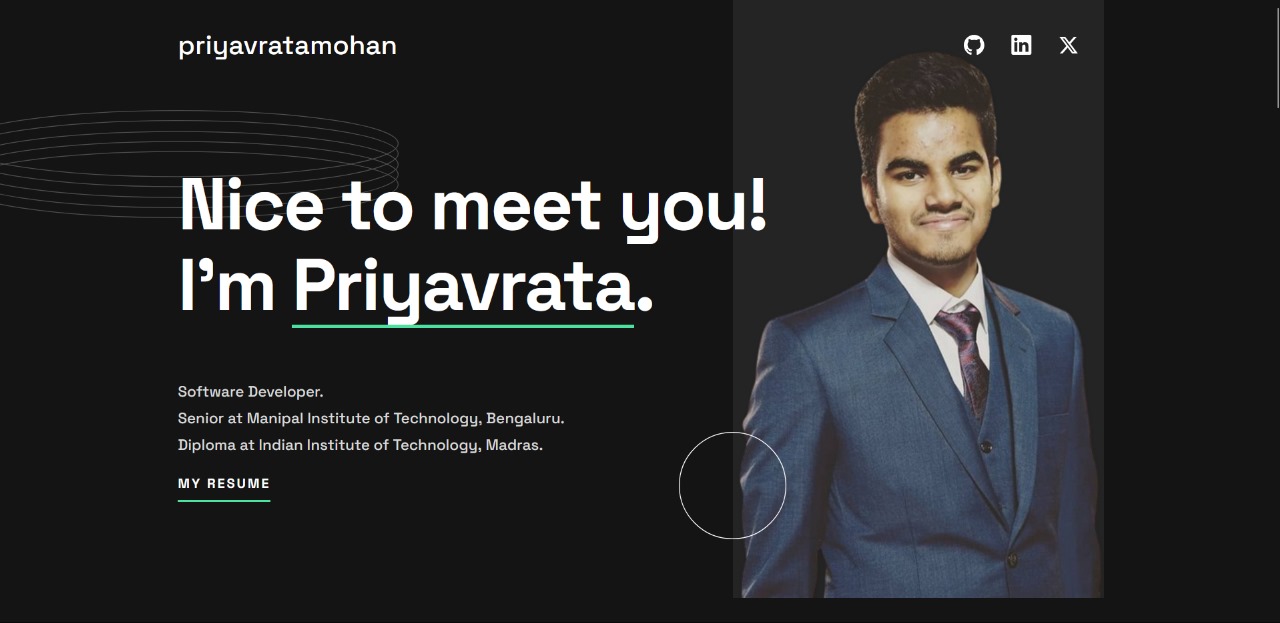 priyavratamohan
Nice to meet you!
I’m Priyavrata.
Software Developer.
Senior at Manipal Institute of Technology, Bengaluru.
Diploma at Indian Institute of Technology, Madras.
MY RESUME